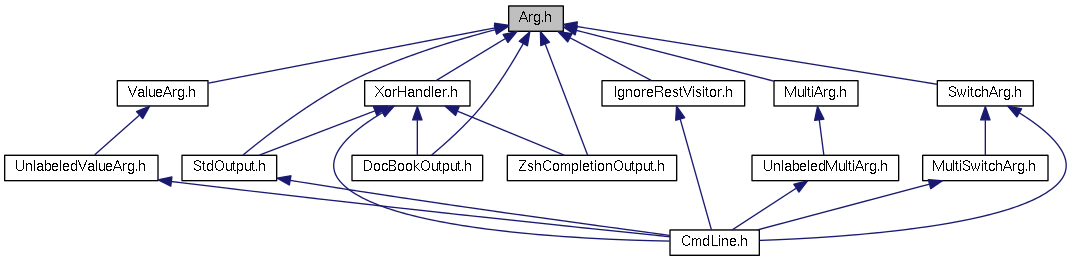 Arg.h
ValueArg.h
XorHandler.h
IgnoreRestVisitor.h
MultiArg.h
SwitchArg.h
UnlabeledValueArg.h
StdOutput.h
DocBookOutput.h
ZshCompletionOutput.h
UnlabeledMultiArg.h
MultiSwitchArg.h
CmdLine.h